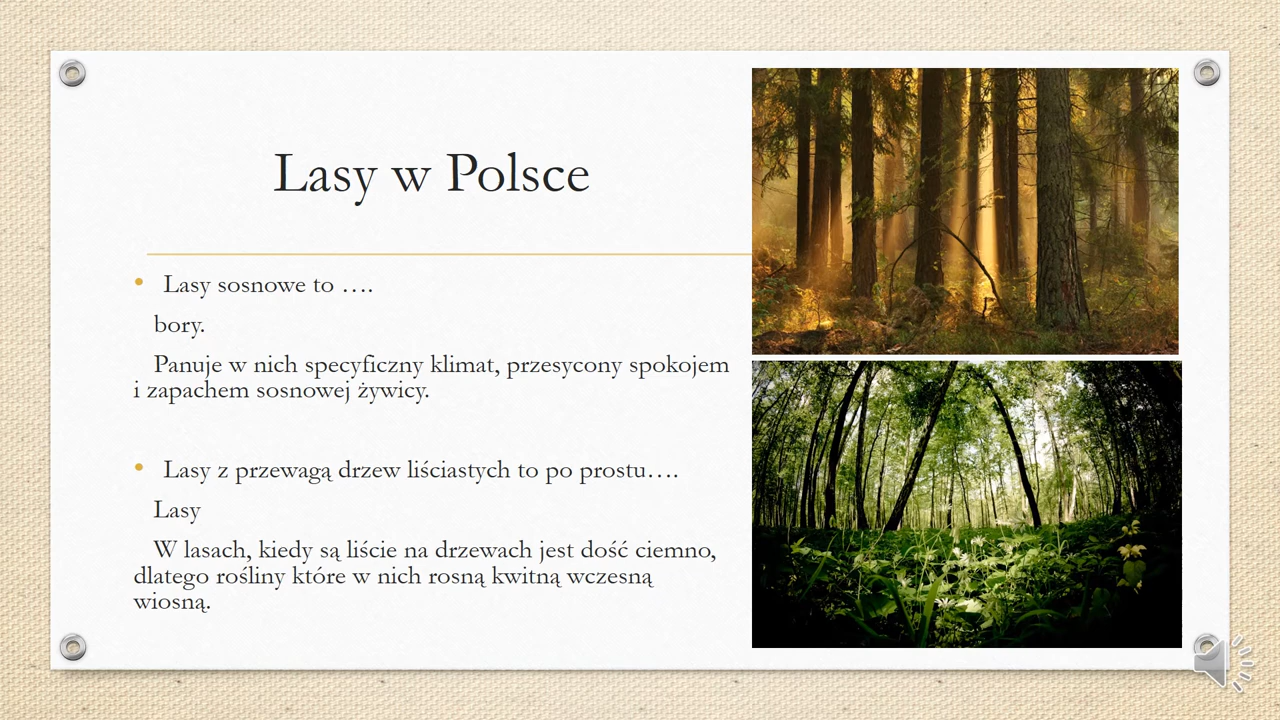 Lasy w Polsce
• Lasy sosnowe to ….
bory.
Panuje w nich specyficzny klimat, przesycony spokojem
i zapachem sosnowej żywicy.
• Lasy z przewagą drzew liściastych to po prostu….
Lasy
W lasach, kiedy są liście na drzewach jest dość ciemno,
dlatego rośliny które w nich rosną kwitną wczesną
wiosną.